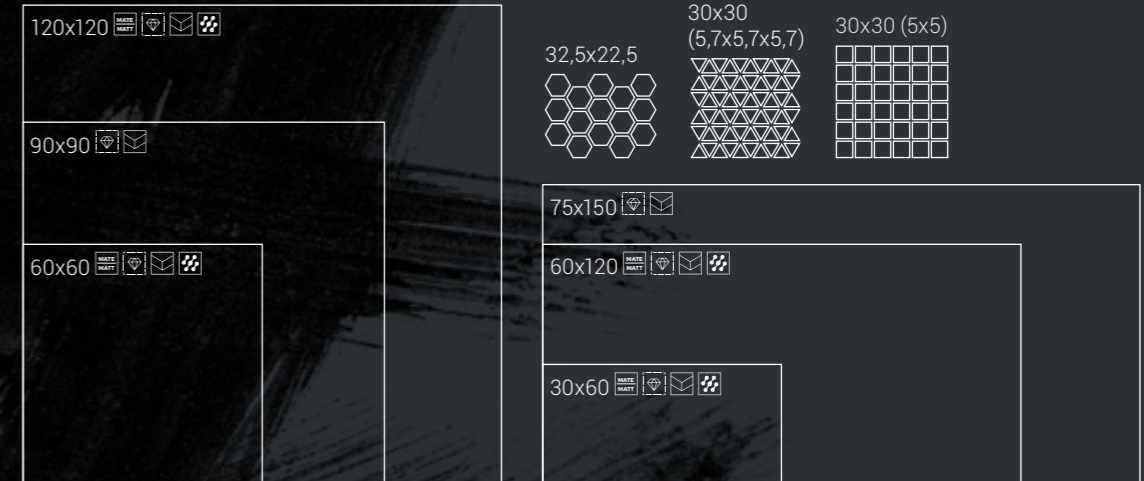 120x120 MATE MATT
90x90
60x60 MATE MATT
32,5x22,5
30x30
(5,7x5,7x5,7)
30x30 (5x5)
75x150
60x120 MATE MATT
30x60 MATE MATT